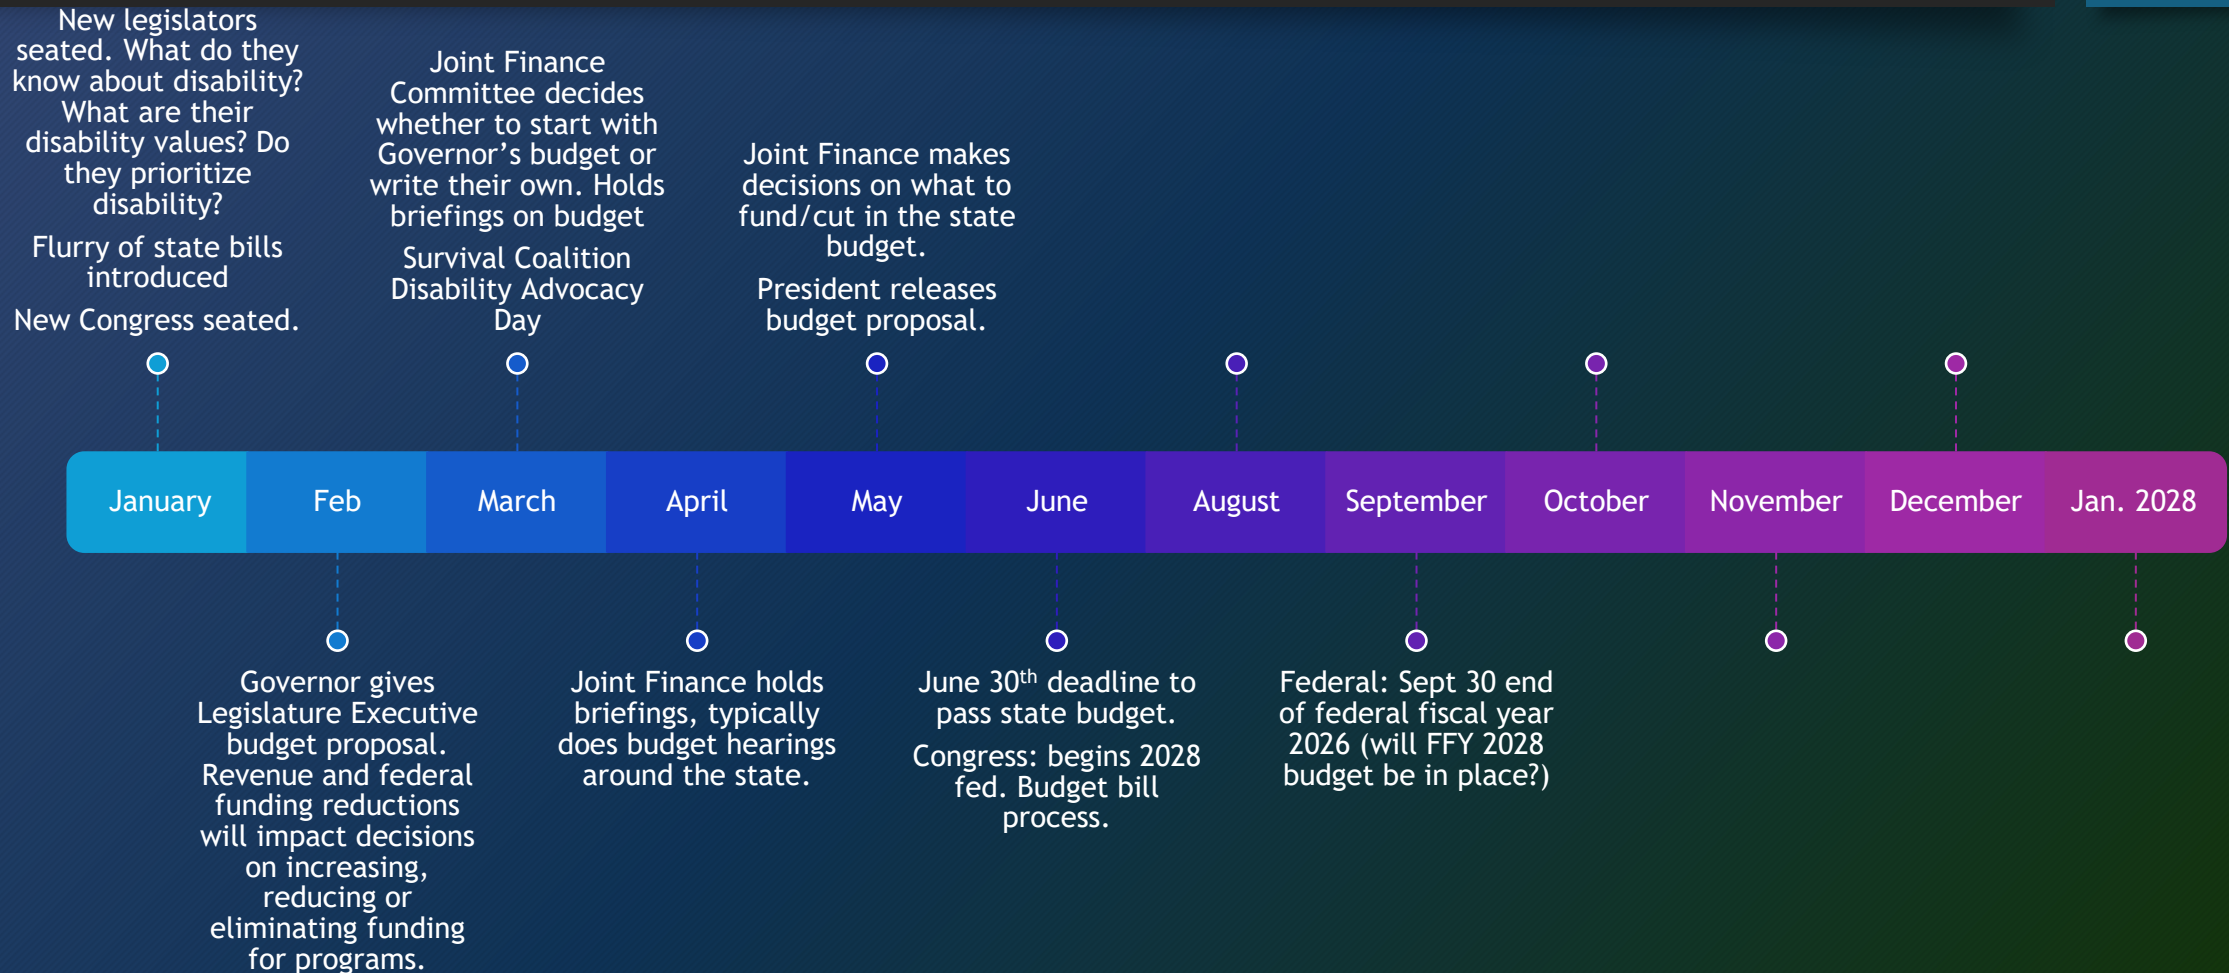 New legislators
seated. What do they
know about disability?
What are their
disability values? Do
they prioritize
disability?
Flurry of state bills
introduced
New Congress seated.
Joint Finance
Committee decides
whether to start with
Governor’s budget or
write their own. Holds
briefings on budget
Survival Coalition
Disability Advocacy
Day
Joint Finance makes
decisions on what to
fund/cut in the state
budget.
President releases
budget proposal.
January
Feb
March
April
May
June
August
September
October
November
December
Jan. 2028
Governor gives
Legislature Executive
budget proposal.
Revenue and federal
funding reductions
will impact decisions
on increasing,
reducing or
eliminating funding
for programs.
Joint Finance holds
briefings, typically
does budget hearings
around the state.
June 30th deadline to
pass state budget.
Congress: begins 2028
fed. Budget bill
process.
Federal: Sept 30 end
of federal fiscal year
2026 (will FFY 2028
budget be in place?)